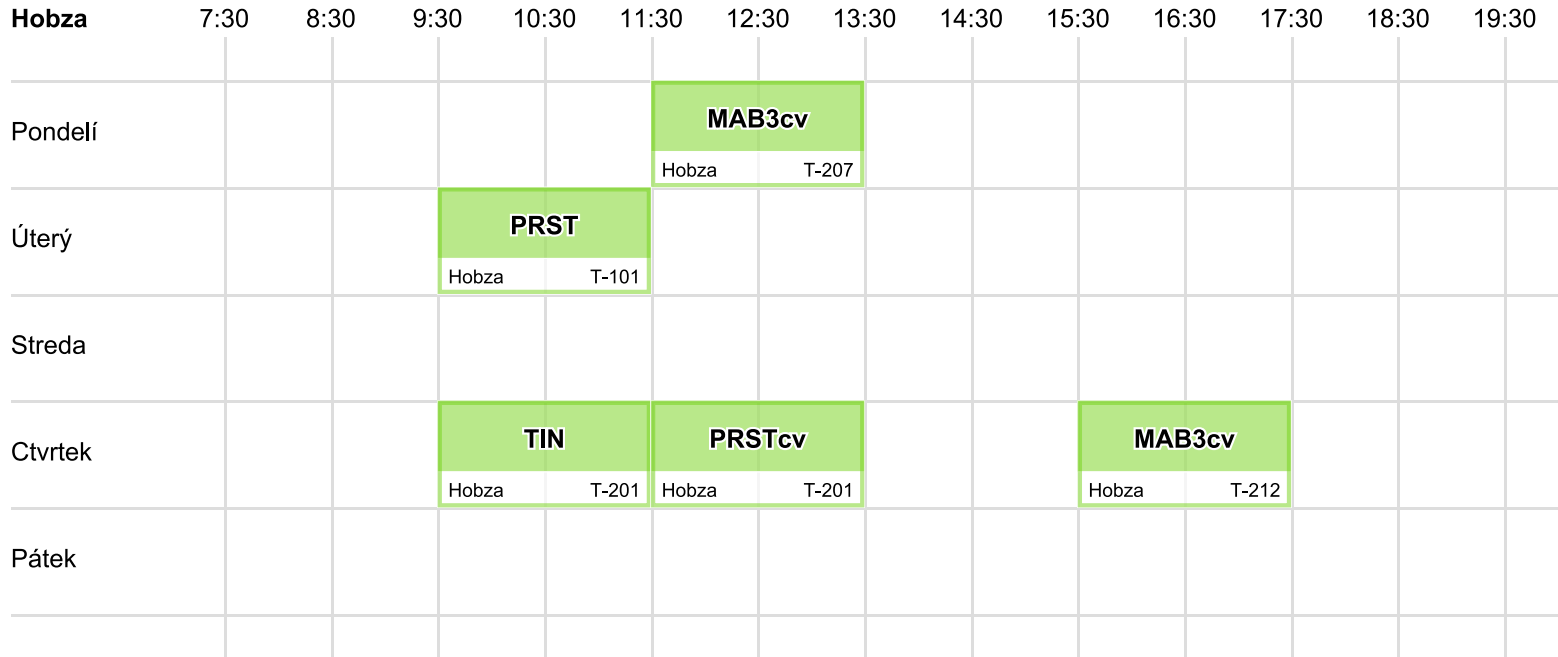 Hobza 7:30 8:30 9:30 10:30 11:30 12:30 13:30 14:30 15:30 16:30 17:30 18:30 19:30
Pondelí
MAB3cv
Hobza T-207
Úterý
PRST
Hobza T-101
Streda
Ctvrtek
TIN
Hobza T-201
PRSTcv
Hobza T-201
MAB3cv
Hobza T-212
Pátek